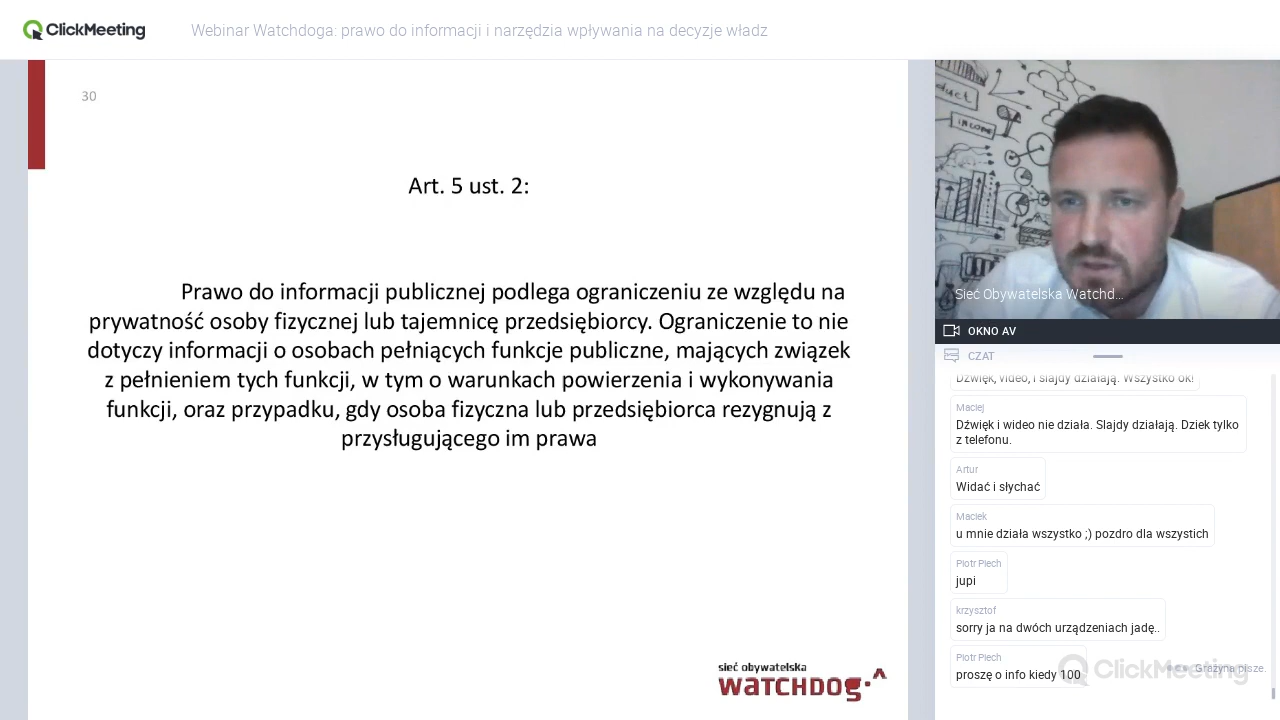 ClickMeeting
Webinar Watchdoga: prawo do informacji i narzędzia wpływania na decyzje władz
30
Art. 5 ust. 2:
Prawo do informacji publicznej podlega ograniczeniu ze względu na
prywatność osoby fizycznej lub tajemnicę przedsiębiorcy. Ograniczenie to nie
dotyczy informacji o osobach pełniących funkcje publiczne, mających związek
z pełnieniem tych funkcji, w tym o warunkach powierzenia i wykonywania
funkcji, oraz przypadku, gdy osoba fizyczna lub przedsiębiorca rezygnują z
przysługującego im prawa
sieć obywatelska
WATCHDOG
duct
INCOME
Sieć Obywatelska Watchd...
OKNO AV
CZAT
Dźwięk, video, i slajdy działają. Wszystko ok!
Maciej
Dźwięk i wideo nie działa. Slajdy działają. Dziek tylko
z telefonu.
Artur
Widać i słychać
Maciek
u mnie działa wszystko ;) pozdro dla wszystich
Piotr Piech
jupi
krzysztof
sorry ja na dwóch urządzeniach jadę..
Piotr Piech
proszę o info kiedy 100
Grażyna pisze.
ClickMeeting